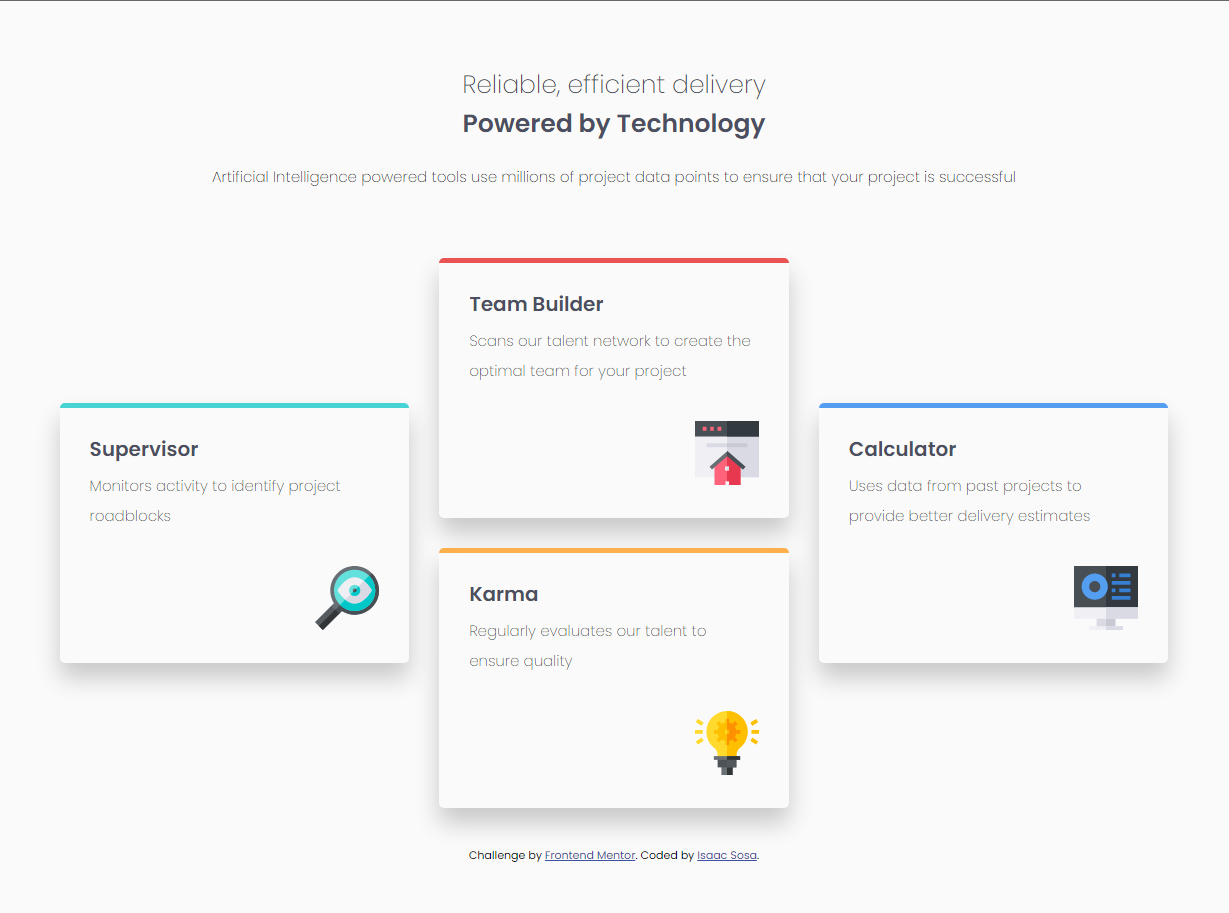 Reliable, efficient delivery
Powered by Technology
Artificial Intelligence powered tools use millions of project data points to ensure that your project is successful
Team Builder
Scans our talent network to create the
optimal team for your project
Supervisor
Monitors activity to identify project
roadblocks
Calculator
Uses data from past projects to
provide better delivery estimates
Karma
Regularly evaluates our talent to
ensure quality
Challenge by Frontend Mentor. Coded by Isaac Sosa.